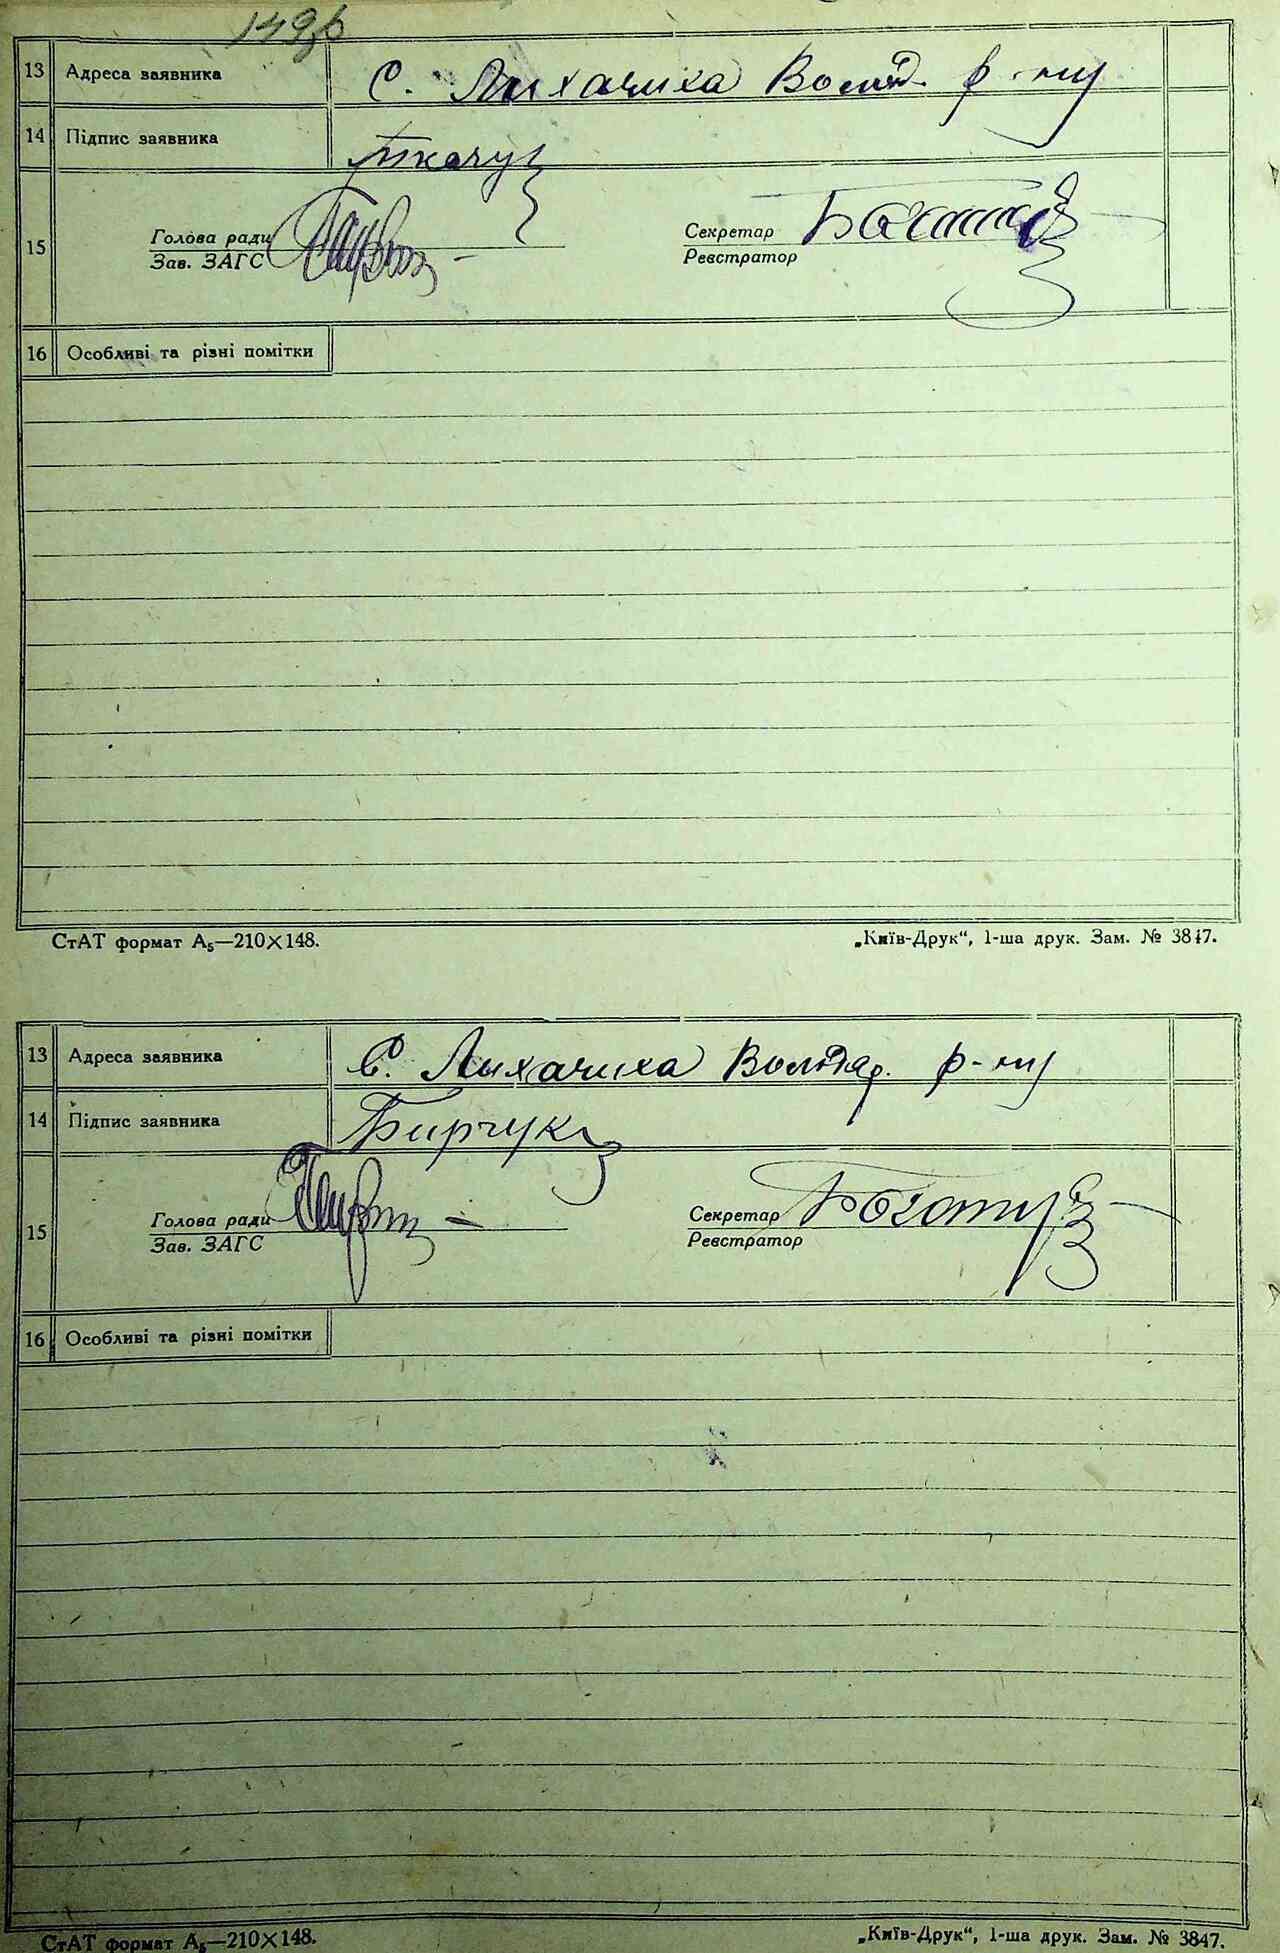 149зв
13 Адреса заявника С. Лихачиха Волод. р-ну
14 Підпис заявника Ткачук
15 Голова ради Секретар
Зав. ЗАГС Реєстратор
16 Особливі та різні помітки
СтАТ формат А₅—210×148. „Київ-Друк“, 1-ша друк. Зам. № 3847.
13 Адреса заявника С. Лихачиха Володар. р-ну
14 Підпис заявника Бирчук
15 Голова ради Секретар Богатир
Зав. ЗАГС Реєстратор
16 Особливі та різні помітки
СтАТ формат А₅—210×148. „Київ-Друк“, 1-ша друк. Зам. № 3847.